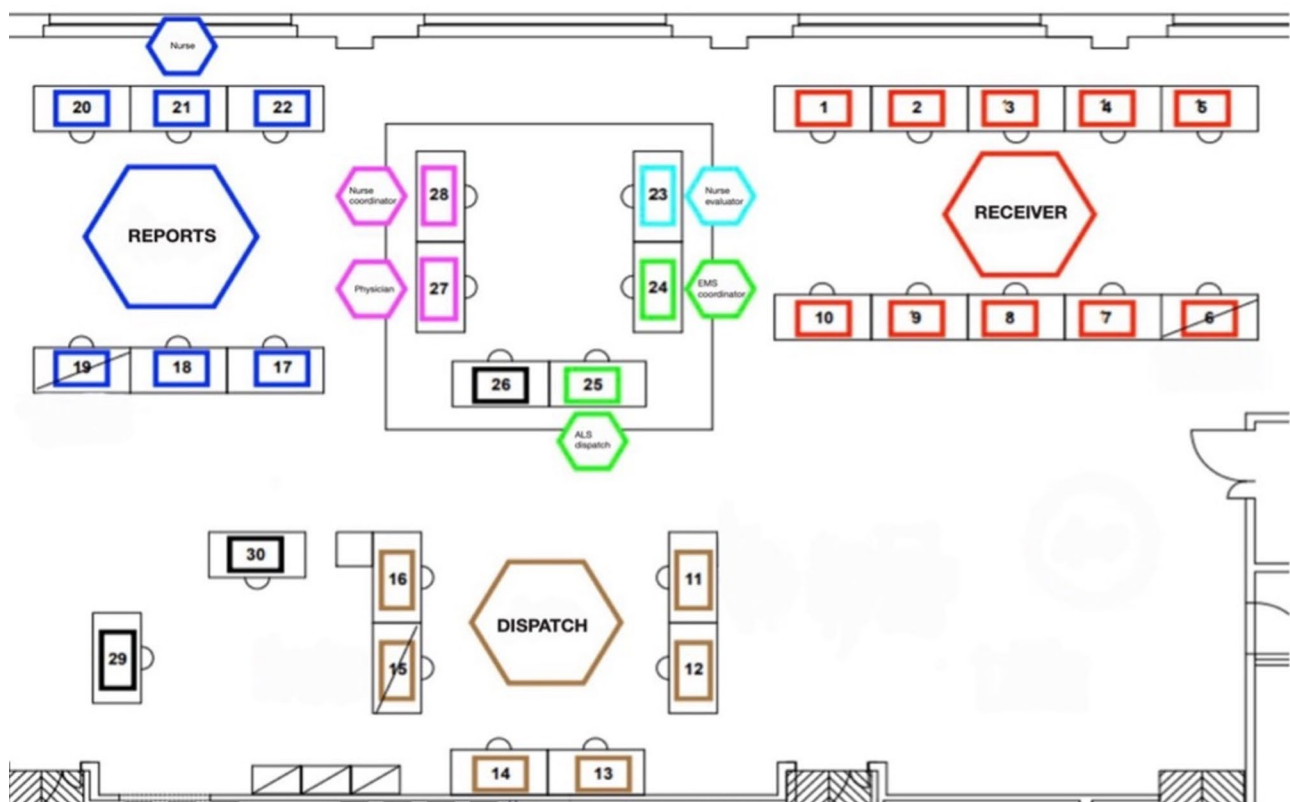 Nurse
20 21 22
1 2 3 4 5
Nurse
coordinator
28
23
Nurse
evaluator
REPORTS
RECEIVER
Physician
27
24
EMS
coordinator
10 9 8 7 6
19 18 17
26 25
ALS
dispatch
30
16
11
DISPATCH
29
15
12
14 13